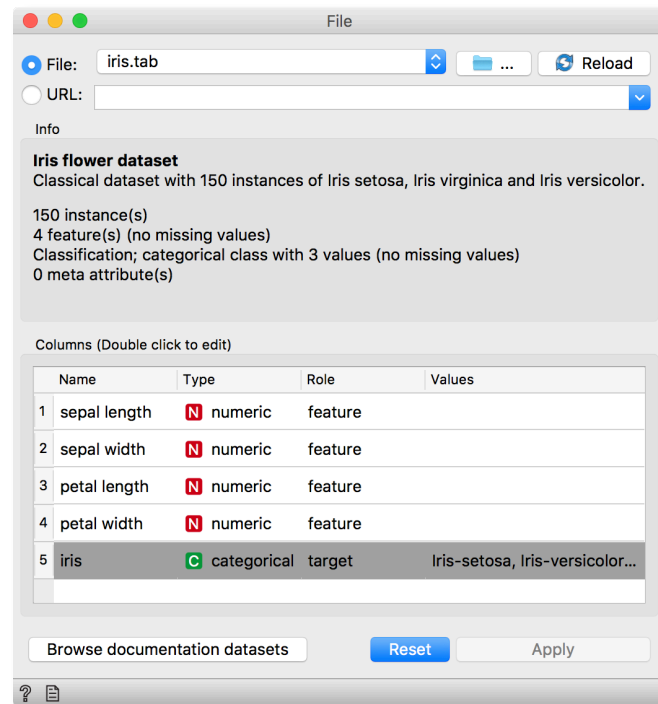 File
File: iris.tab ... Reload
URL:
Info
Iris flower dataset
Classical dataset with 150 instances of Iris setosa, Iris virginica and Iris versicolor.
150 instance(s)
4 feature(s) (no missing values)
Classification; categorical class with 3 values (no missing values)
0 meta attribute(s)
Columns (Double click to edit)
Name Type Role Values
1 sepal length N numeric feature
2 sepal width N numeric feature
3 petal length N numeric feature
4 petal width N numeric feature
5 iris C categorical target Iris-setosa, Iris-versicolor...
Browse documentation datasets Reset Apply
?